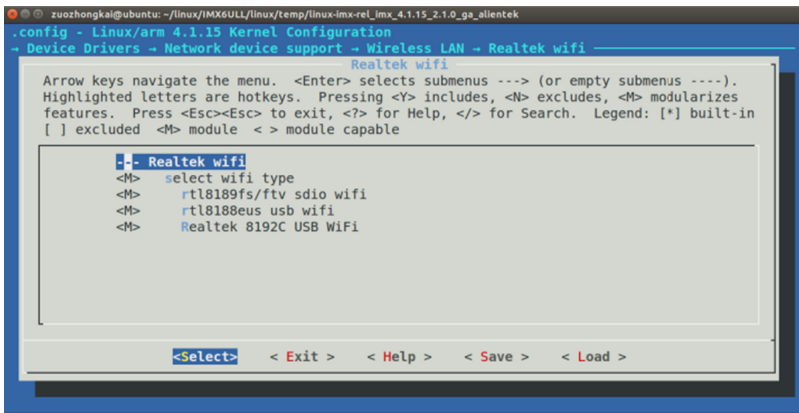 zuozhongkai@ubuntu: ~/linux/IMX6ULL/linux/temp/linux-imx-rel_imx_4.1.15_2.1.0_ga_alientek
.config - Linux/arm 4.1.15 Kernel Configuration
→ Device Drivers → Network device support → Wireless LAN → Realtek wifi
Realtek wifi
Arrow keys navigate the menu. <Enter> selects submenus ---> (or empty submenus ----).
Highlighted letters are hotkeys. Pressing <Y> includes, <N> excludes, <M> modularizes
features. Press <Esc><Esc> to exit, <?> for Help, </> for Search. Legend: [*] built-in
[ ] excluded <M> module < > module capable
--- Realtek wifi
<M> select wifi type
<M> rtl8189fs/ftv sdio wifi
<M> rtl8188eus usb wifi
<M> Realtek 8192C USB WiFi
<Select> < Exit > < Help > < Save > < Load >